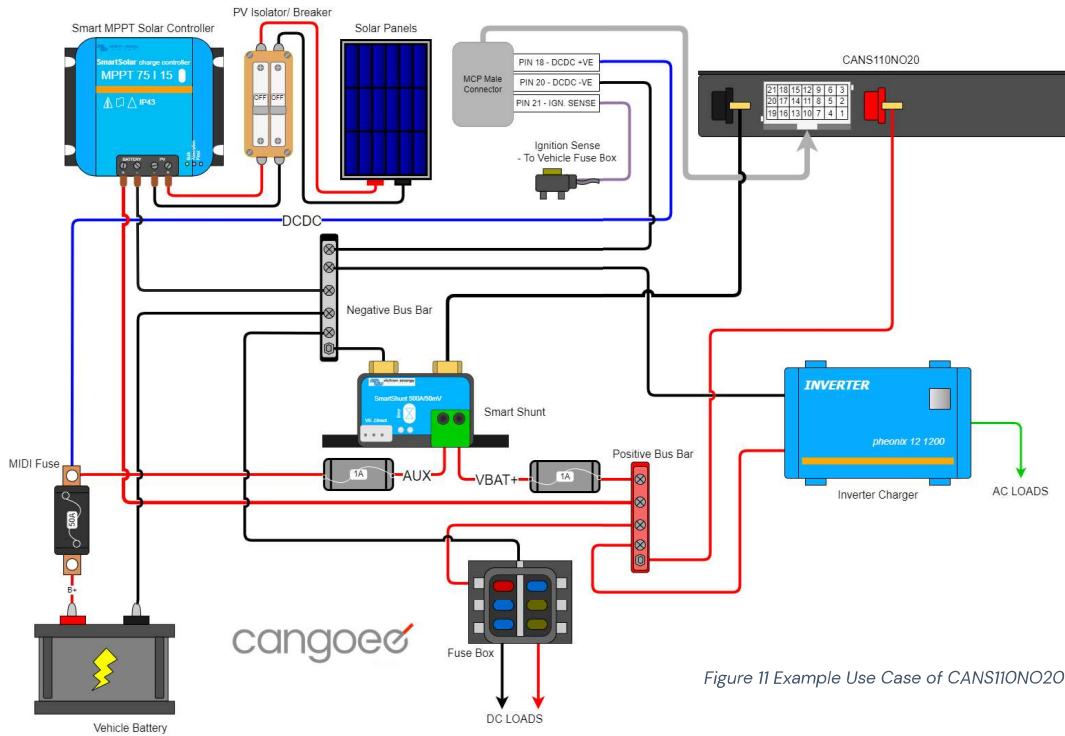 Smart MPPT Solar Controller
PV Isolator/ Breaker
Solar Panels
SmartSolar charge controller
MPPT 75 | 15
IP43
BATTERY
PV
OFF
OFF
MCP Male
Connector
PIN 18 - DCDC +VE
PIN 20 - DCDC -VE
PIN 21 - IGN. SENSE
CANS110NO20
21 18 15 12 9 6 3
20 17 14 11 8 5 2
19 16 13 10 7 4 1
Ignition Sense
- To Vehicle Fuse Box
DCDC
Negative Bus Bar
victron energy
SmartShunt 500A/50mV
VE .Direct
Smart Shunt
INVERTER
pheonix 12 1200
Inverter Charger
AC LOADS
MIDI Fuse
50A
B+
1A
AUX
VBAT+
1A
Positive Bus Bar
Vehicle Battery
cangoee
Fuse Box
DC LOADS
Figure 11 Example Use Case of CANS110NO20